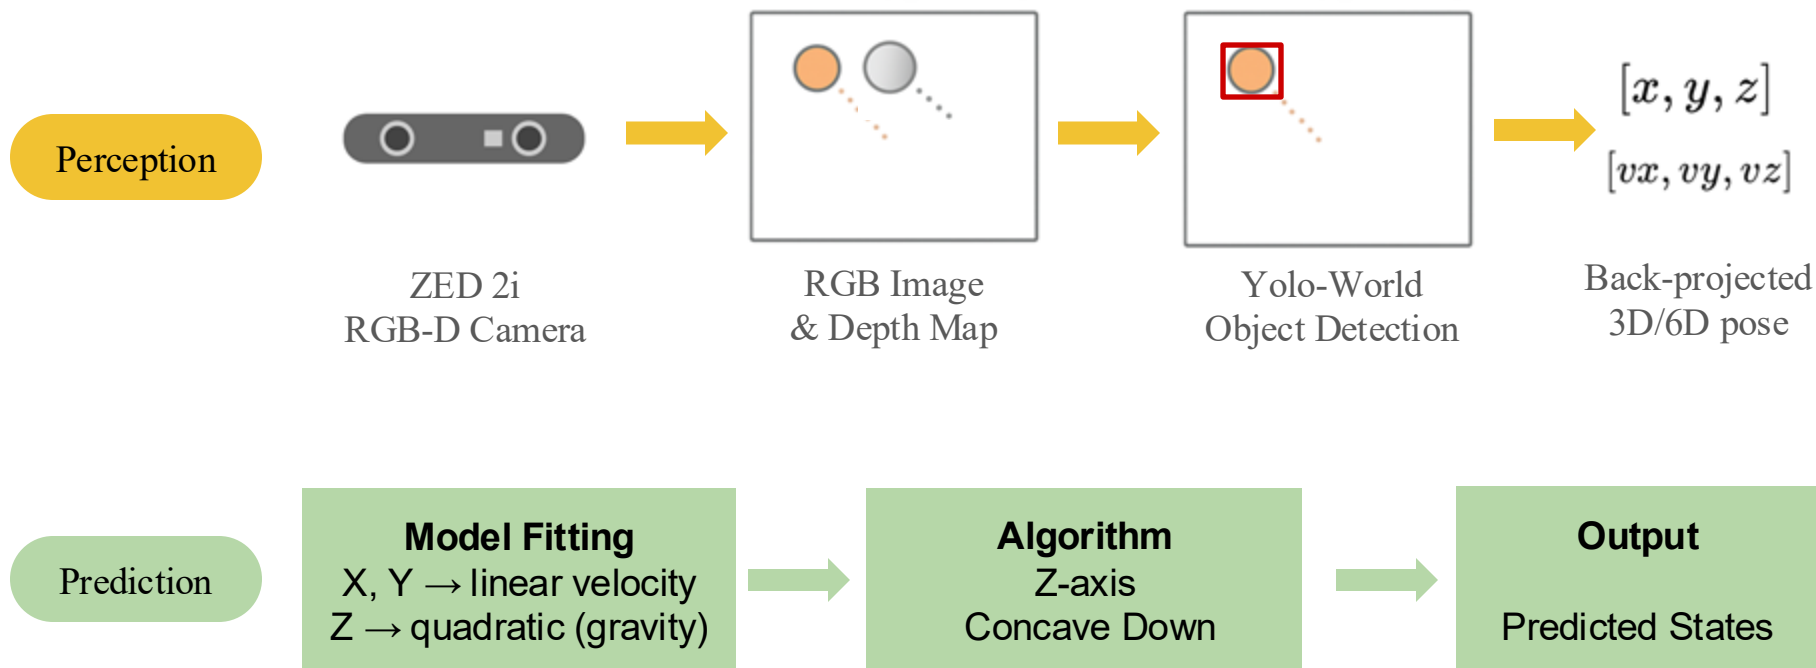 Perception
[x, y, z]
[vx, vy, vz]
ZED 2i
RGB-D Camera
RGB Image
& Depth Map
Yolo-World
Object Detection
Back-projected
3D/6D pose
Prediction
Model Fitting
X, Y → linear velocity
Z → quadratic (gravity)
Algorithm
Z-axis
Concave Down
Output
Predicted States